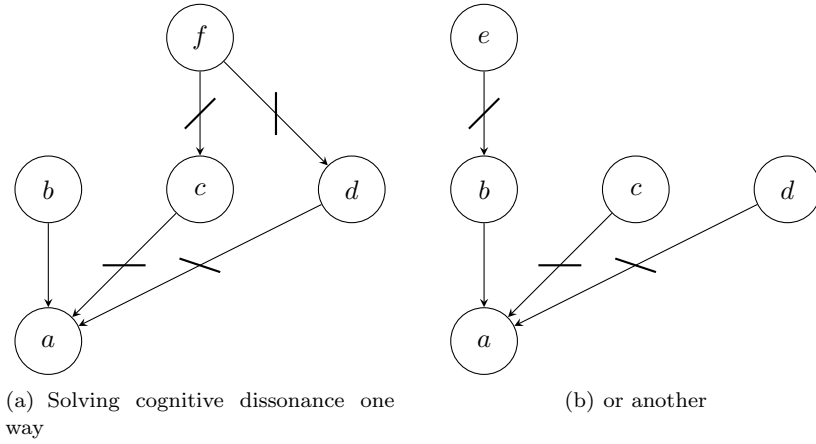 f
e
b
c
d
b
c
d
a
a
(a) Solving cognitive dissonance one
way
(b) or another